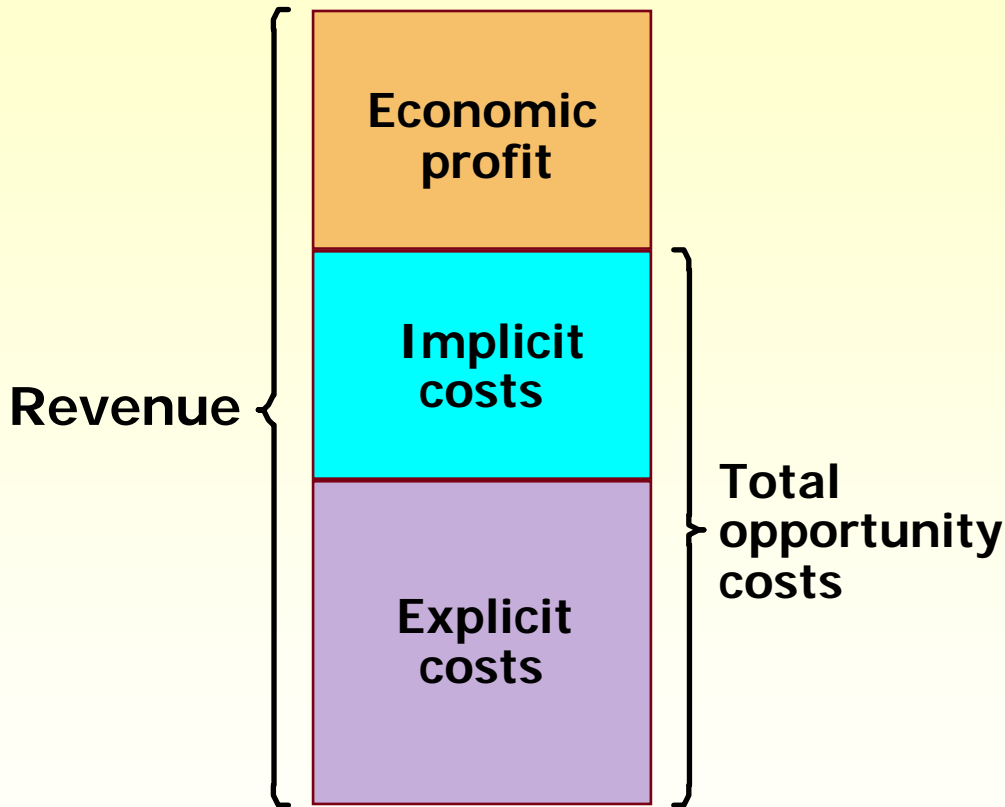 Economic
profit
Implicit
costs
Revenue
Total
opportunity
costs
Explicit
costs